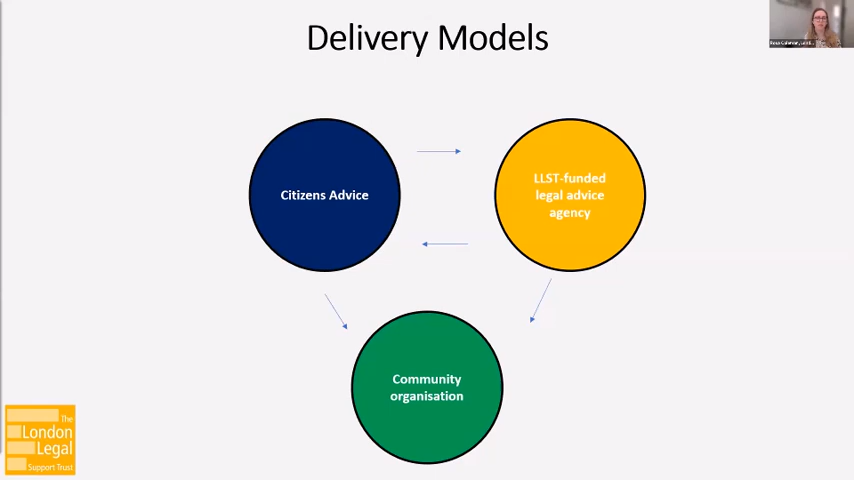 Delivery Models
Citizens Advice
LLST-funded
legal advice
agency
Community
organisation
The
London
Legal
Support Trust